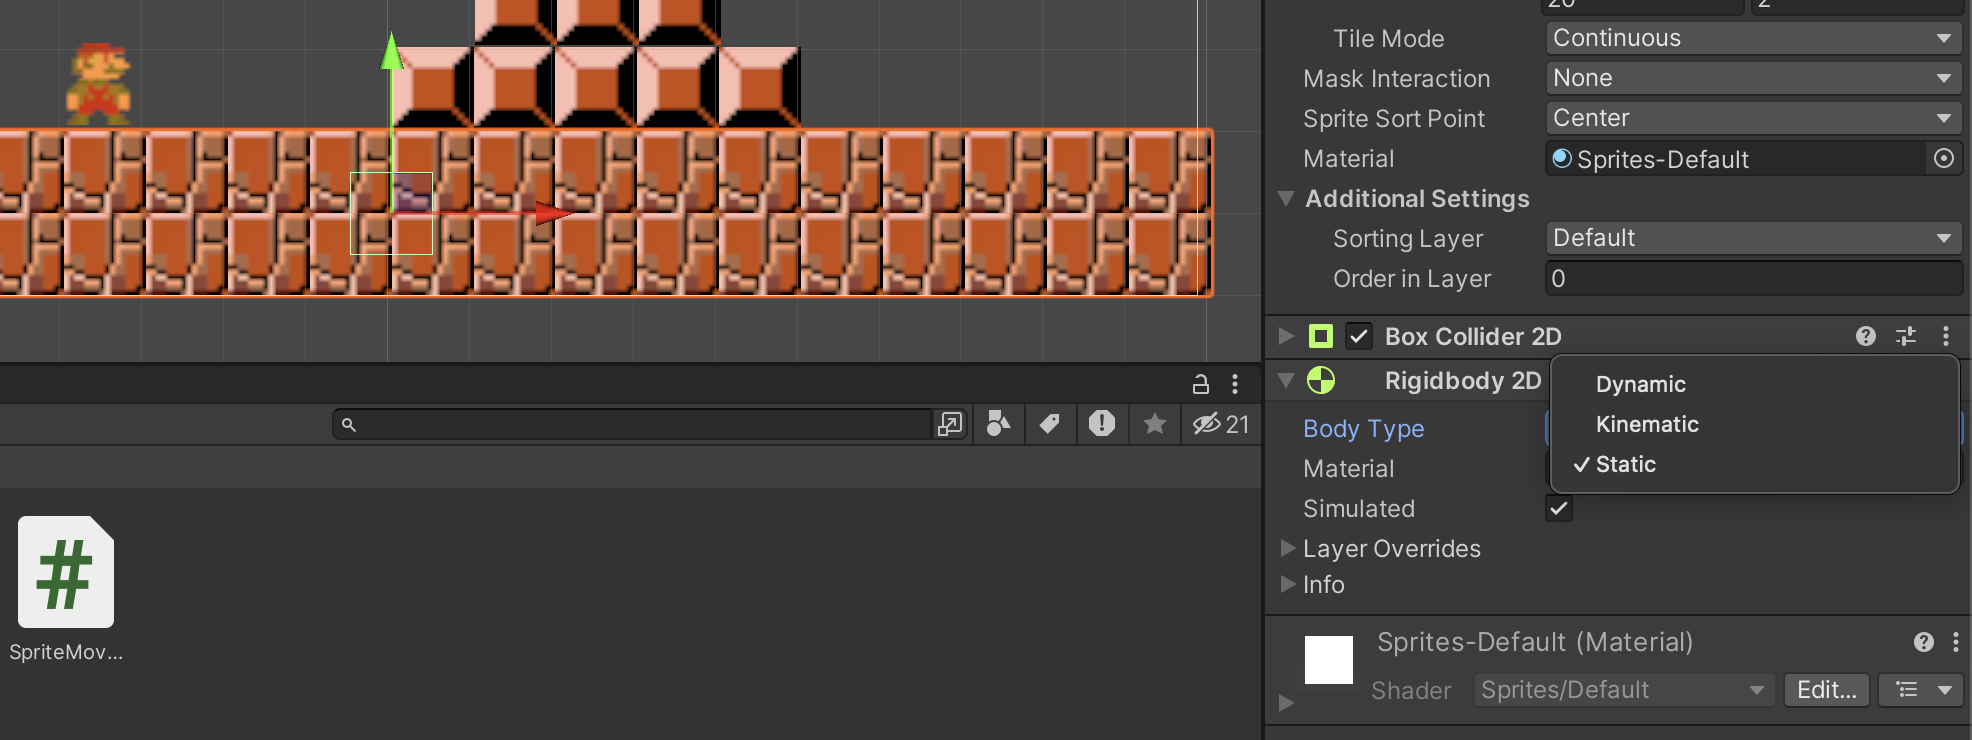 Tile Mode
Continuous
Mask Interaction
None
Sprite Sort Point
Center
Material
Sprites-Default
Additional Settings
Sorting Layer
Default
Order in Layer
0
Box Collider 2D
Rigidbody 2D
Dynamic
Body Type
Kinematic
Material
Static
Simulated
Layer Overrides
Info
Sprites-Default (Material)
Shader
Sprites/Default
Edit...
21
#
SpriteMov...